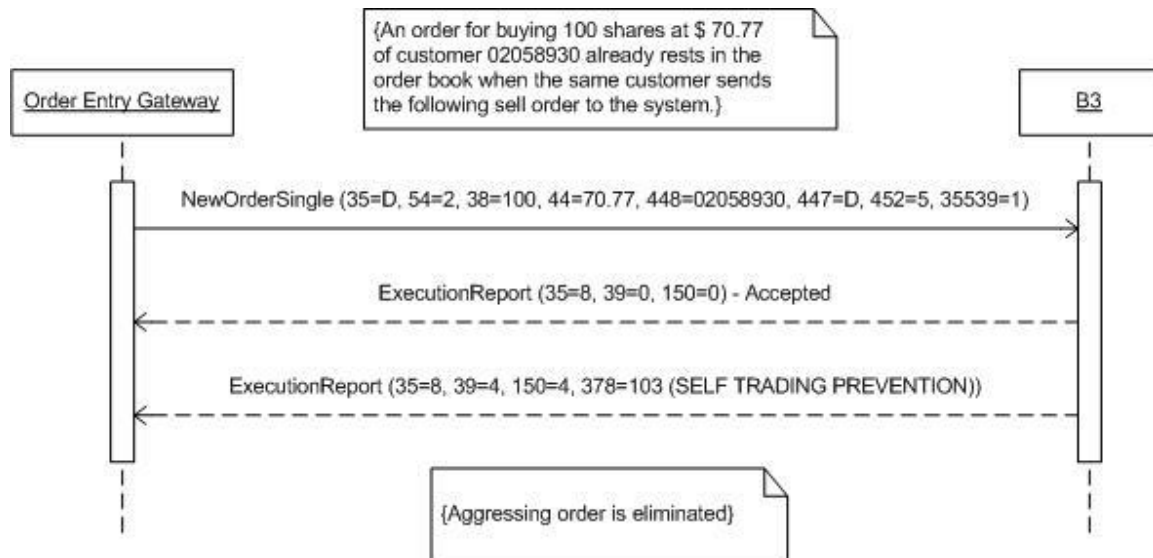 {An order for buying 100 shares at $ 70.77
of customer 02058930 already rests in the
order book when the same customer sends
the following sell order to the system.}
Order Entry Gateway
B3
NewOrderSingle (35=D, 54=2, 38=100, 44=70.77, 448=02058930, 447=D, 452=5, 35539=1)
ExecutionReport (35=8, 39=0, 150=0) - Accepted
ExecutionReport (35=8, 39=4, 150=4, 378=103 (SELF TRADING PREVENTION))
{Aggressing order is eliminated}